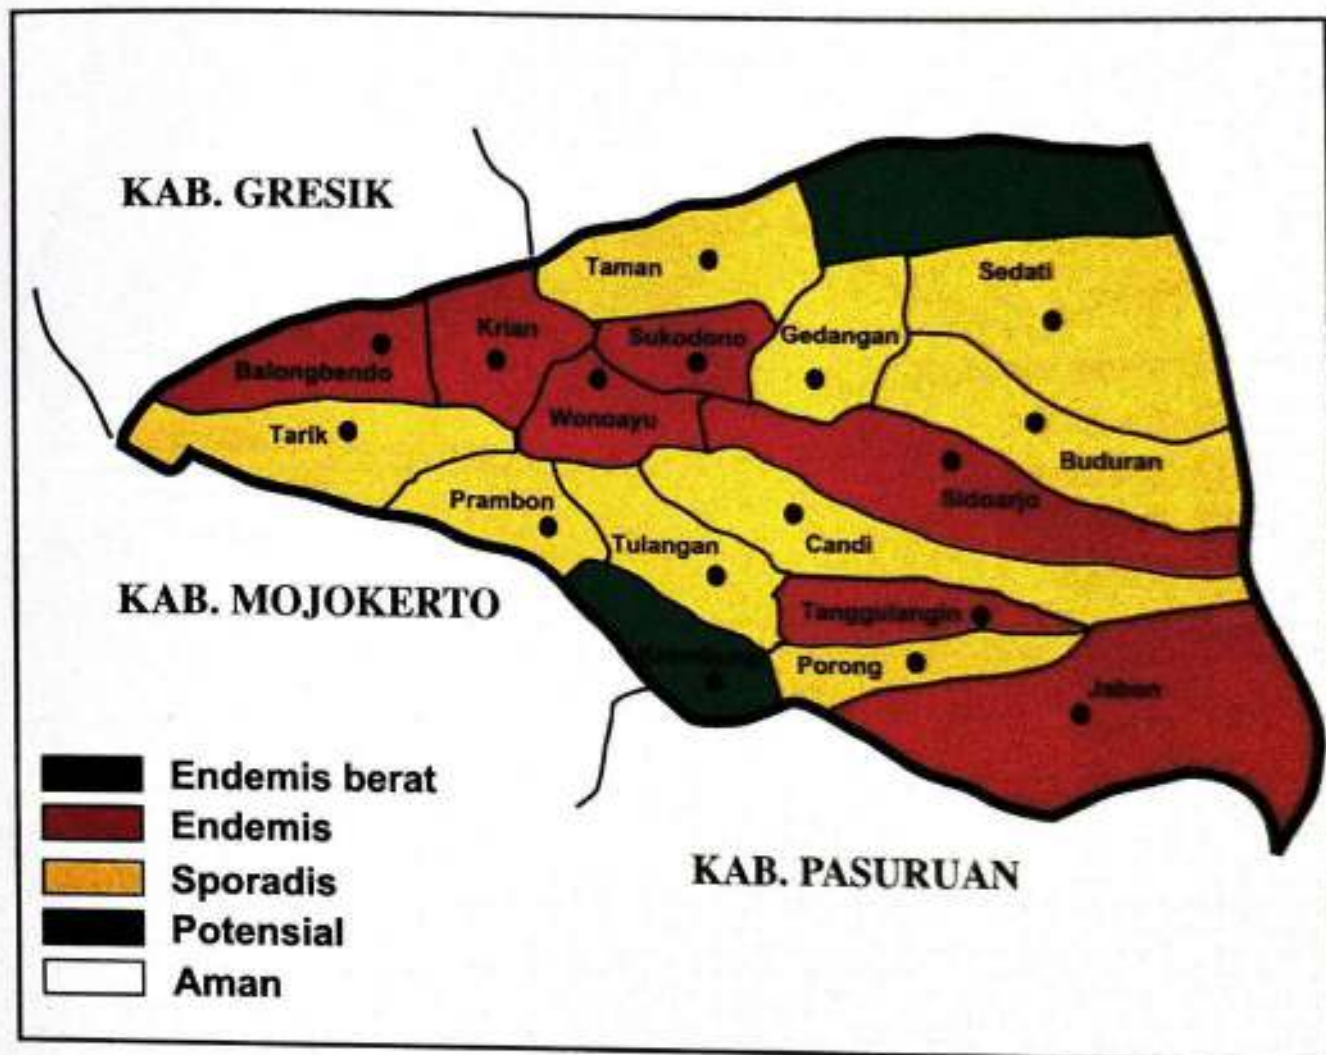 KAB. GRESIK
Taman
Sedati
Krian
Sukodono
Gedangan
Balongbendo
Wonoayu
Tarik
Buduran
Sidoarjo
Prambon
Tulangan
Candi
KAB. MOJOKERTO
Tanggulangin
Porong
Jabon
Endemis berat
Endemis
Sporadis
Potensial
Aman
KAB. PASURUAN